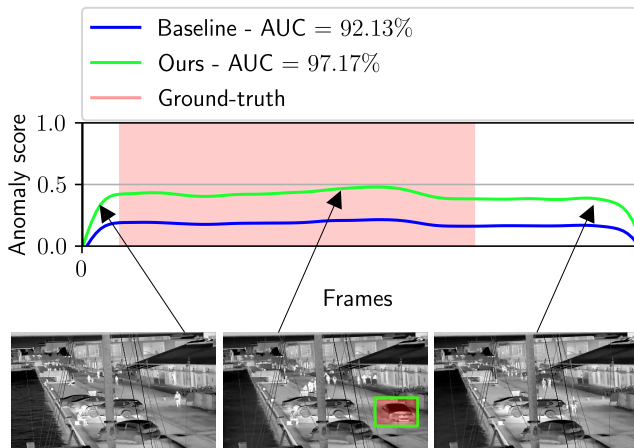 Baseline - AUC = 92.13%
Ours - AUC = 97.17%
Ground-truth
1.0
0.5
0.0
Anomaly score
0
Frames